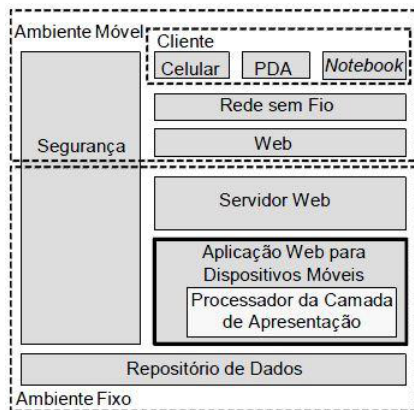 Ambiente Móvel
Cliente
Celular
PDA
Notebook
Rede sem Fio
Web
Segurança
Servidor Web
Aplicação Web para
Dispositivos Móveis
Processador da Camada
de Apresentação
Repositório de Dados
Ambiente Fixo